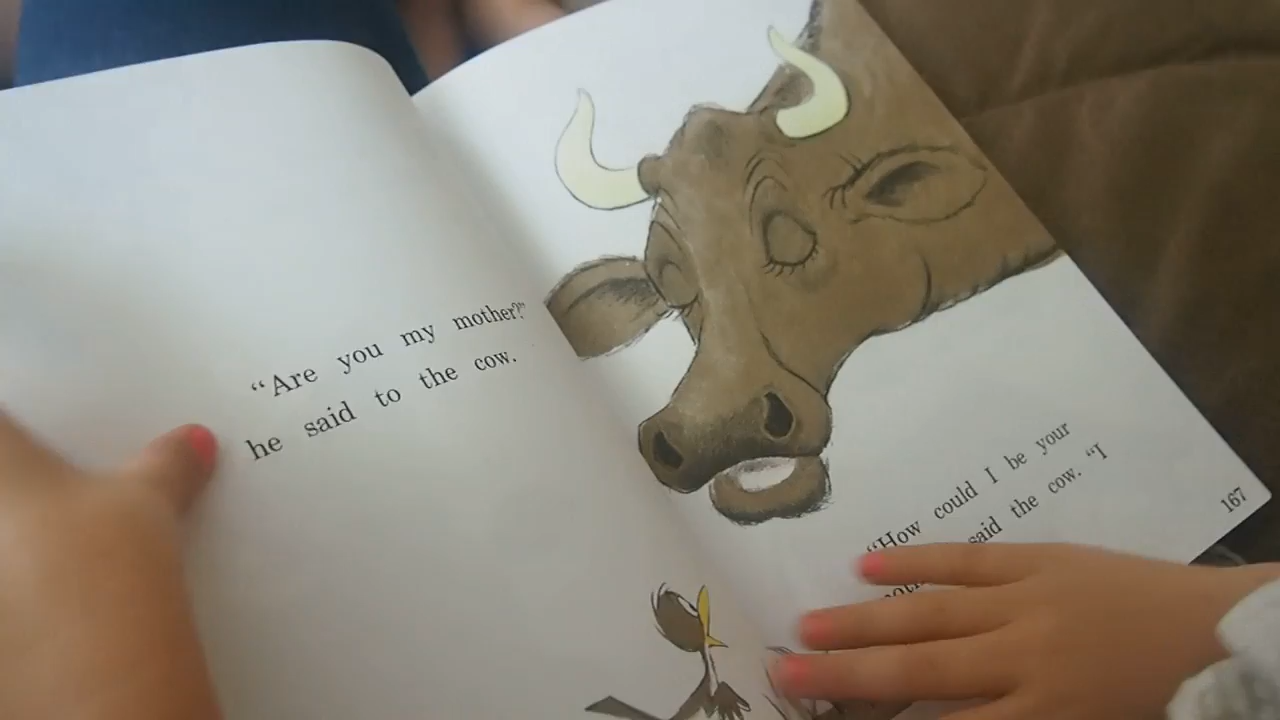 “Are you my mother?”
he said to the cow.
“How could I be your
said the cow. “I
167